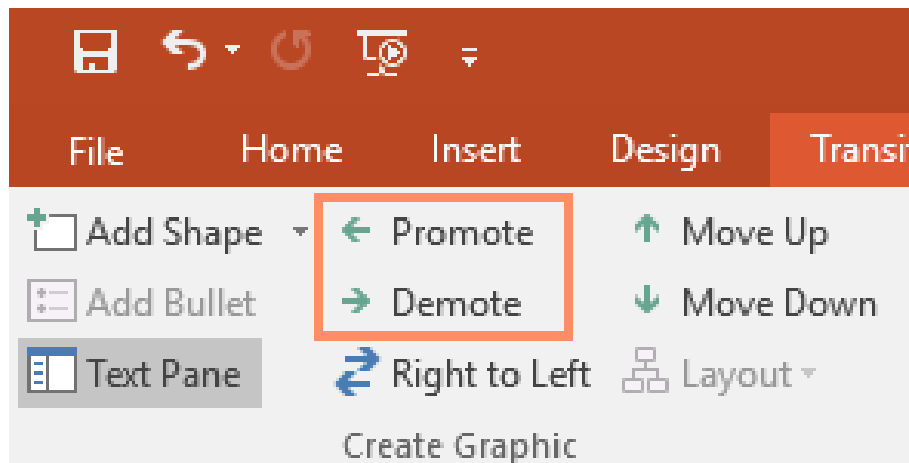 File Home Insert Design Transi
Add Shape Promote Move Up
Add Bullet Demote Move Down
Text Pane Right to Left Layout
Create Graphic